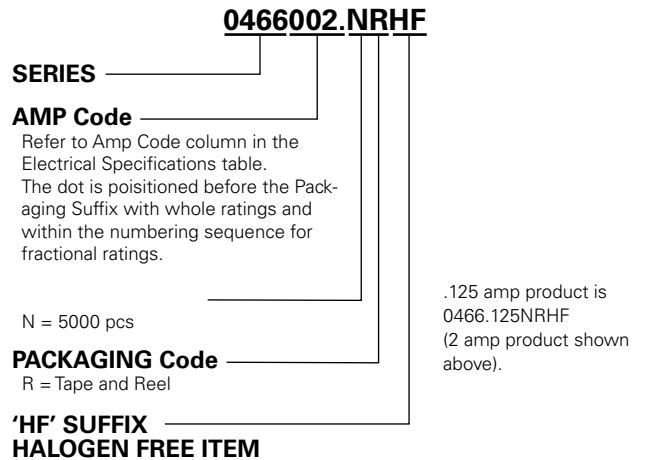 0466002.NRHF
SERIES
AMP Code
Refer to Amp Code column in the
Electrical Specifications table.
The dot is poisitioned before the Pack-
aging Suffix with whole ratings and
within the numbering sequence for
fractional ratings.
N = 5000 pcs
PACKAGING Code
R = Tape and Reel
'HF' SUFFIX
HALOGEN FREE ITEM
.125 amp product is
0466.125NRHF
(2 amp product shown
above).